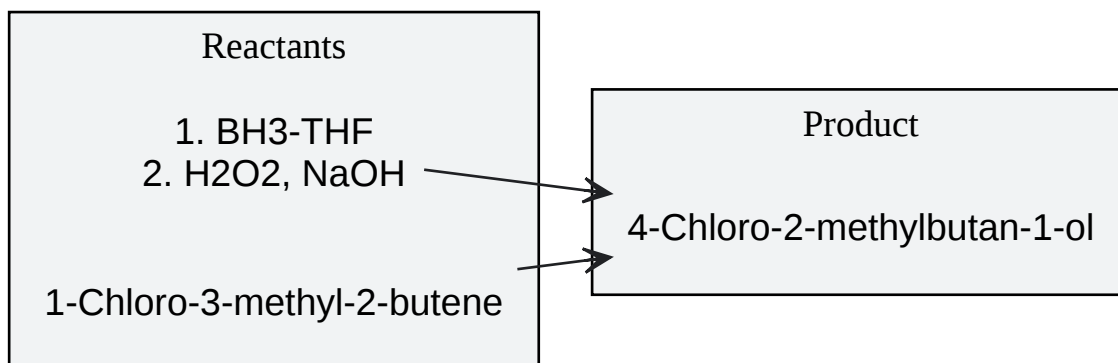 Reactants
1. BH3-THF
2. H2O2, NaOH
1-Chloro-3-methyl-2-butene
Product
4-Chloro-2-methylbutan-1-ol